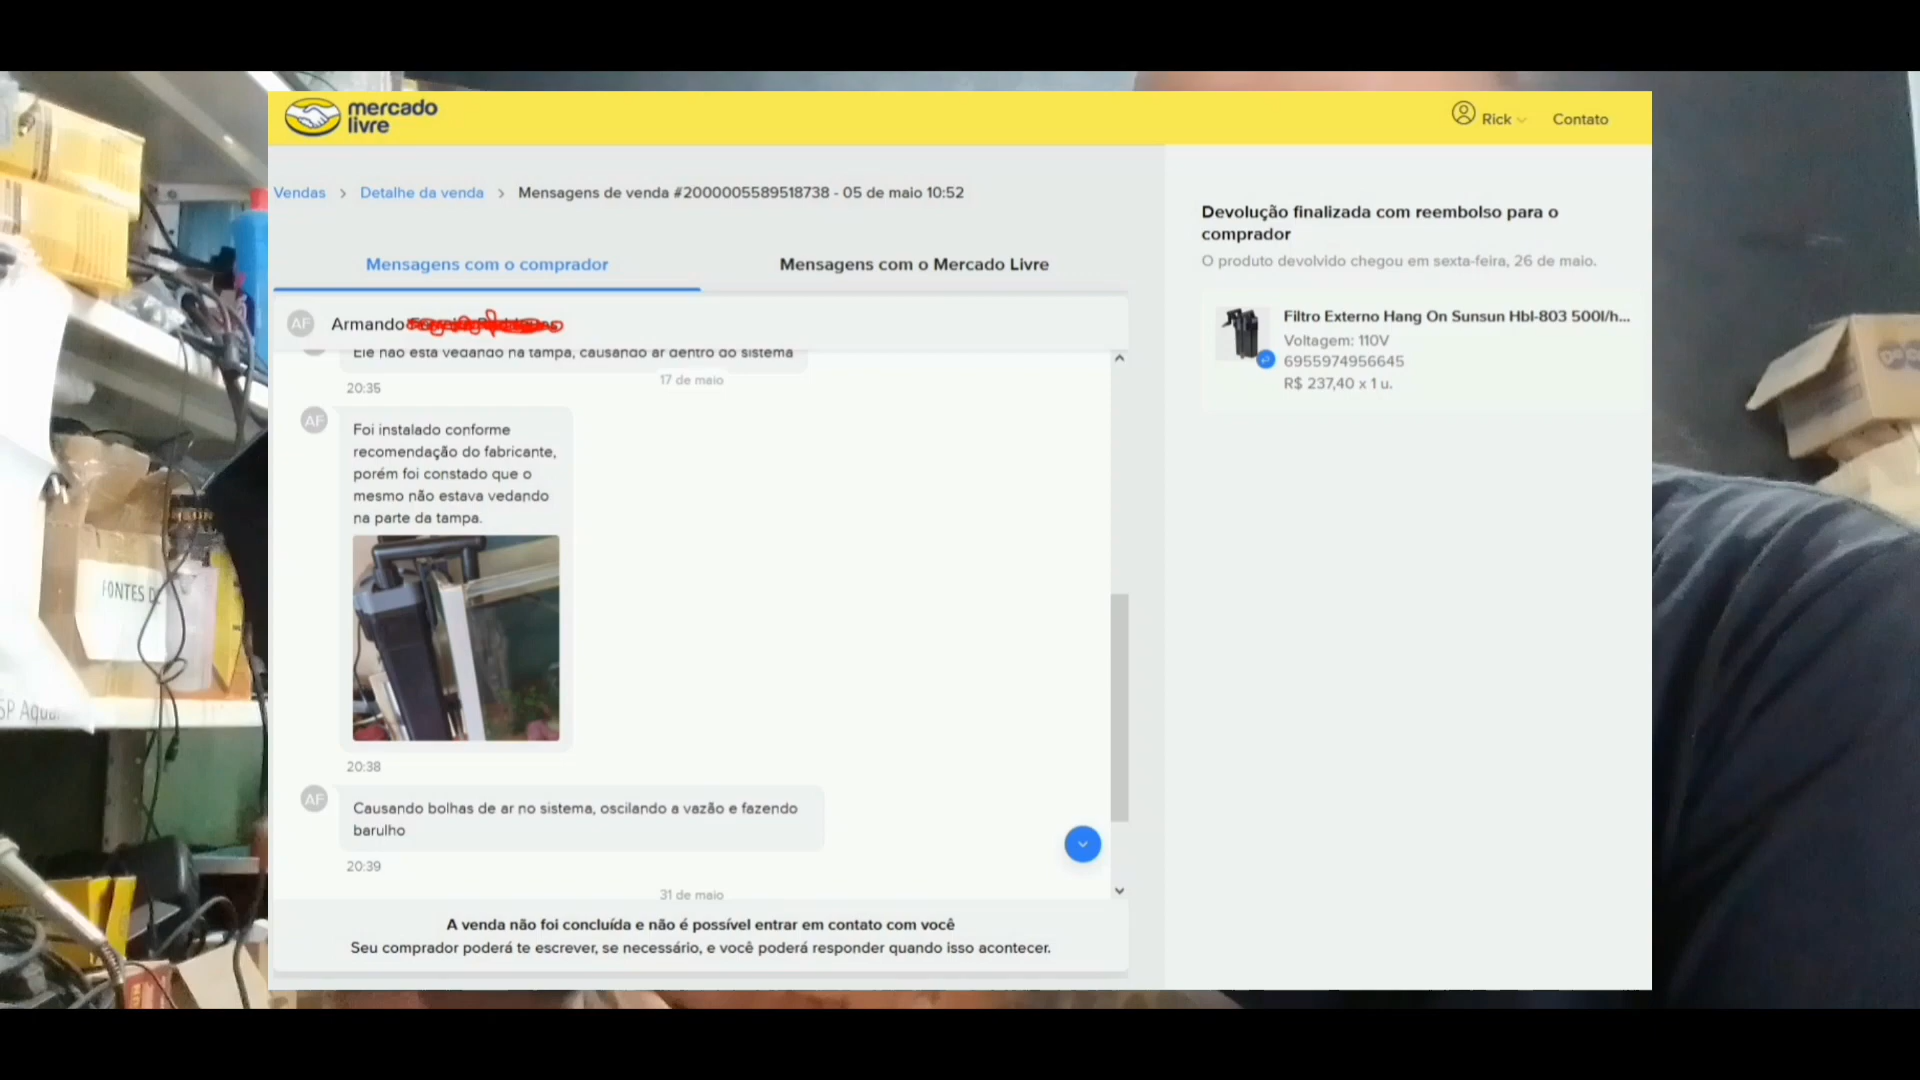 mercado
livre
Rick
Contato
Vendas > Detalhe da venda > Mensagens de venda #2000005589518738 - 05 de maio 10:52
Mensagens com o comprador
Mensagens com o Mercado Livre
AF
Armando
Ele não está vedando na tampa, causando ar dentro do sistema
20:35
17 de maio
AF
Foi instalado conforme
recomendação do fabricante,
porém foi constado que o
mesmo não estava vedando
na parte da tampa.
20:38
AF
Causando bolhas de ar no sistema, oscilando a vazão e fazendo
barulho
20:39
31 de maio
A venda não foi concluída e não é possível entrar em contato com você
Seu comprador poderá te escrever, se necessário, e você poderá responder quando isso acontecer.
Devolução finalizada com reembolso para o
comprador
O produto devolvido chegou em sexta-feira, 26 de maio.
Filtro Externo Hang On Sunsun Hbl-803 500l/h...
Voltagem: 110V
6955974956645
R$ 237,40 x 1 u.
FONTES
SP